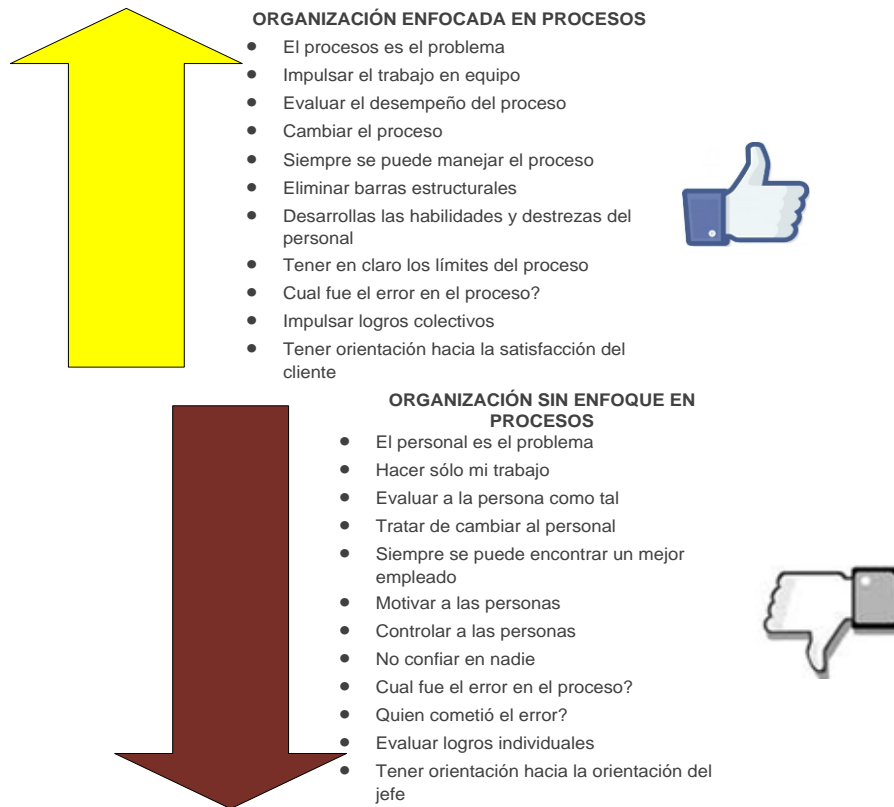 ORGANIZACIÓN ENFOCADA EN PROCESOS
• El procesos es el problema
• Impulsar el trabajo en equipo
• Evaluar el desempeño del proceso
• Cambiar el proceso
• Siempre se puede manejar el proceso
• Eliminar barras estructurales
• Desarrollas las habilidades y destrezas del
personal
• Tener en claro los límites del proceso
• Cual fue el error en el proceso?
• Impulsar logros colectivos
• Tener orientación hacia la satisfacción del
cliente
ORGANIZACIÓN SIN ENFOQUE EN
PROCESOS
• El personal es el problema
• Hacer sólo mi trabajo
• Evaluar a la persona como tal
• Tratar de cambiar al personal
• Siempre se puede encontrar un mejor
empleado
• Motivar a las personas
• Controlar a las personas
• No confiar en nadie
• Cual fue el error en el proceso?
• Quien cometió el error?
• Evaluar logros individuales
• Tener orientación hacia la orientación del
jefe